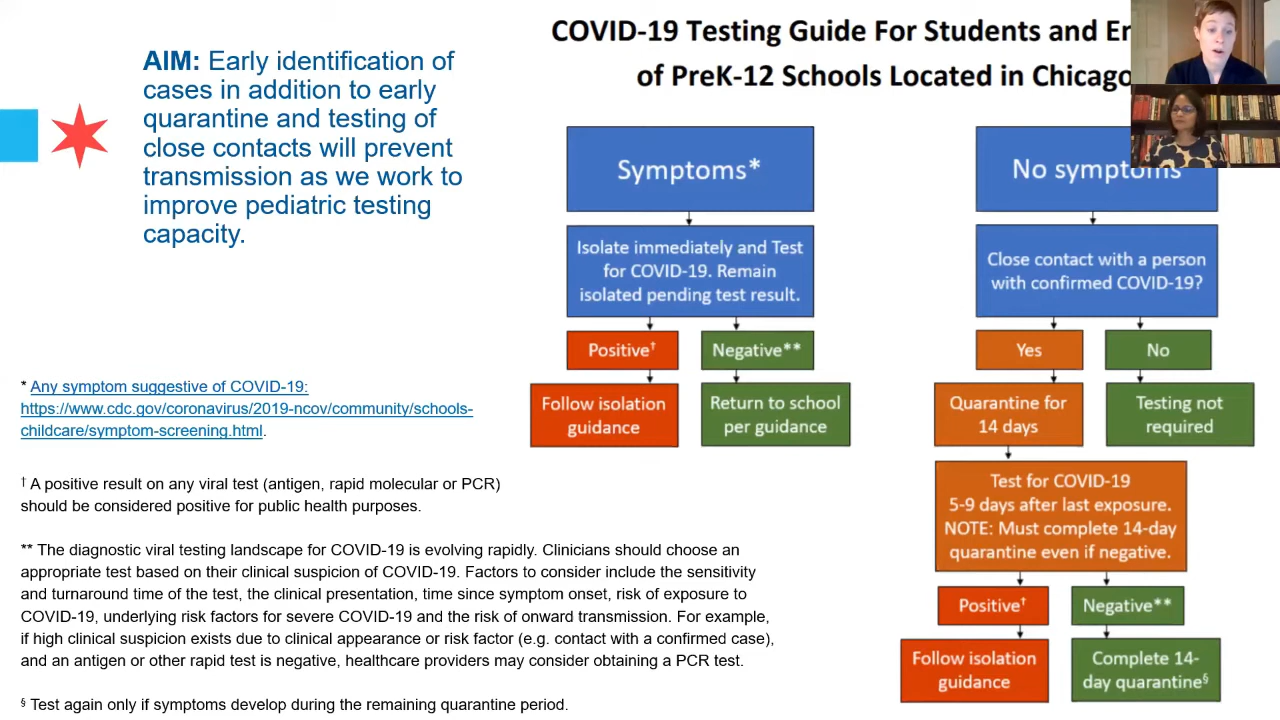 COVID-19 Testing Guide For Students and
of PreK-12 Schools Located in Chicago
AIM: Early identification of
cases in addition to early
quarantine and testing of
close contacts will prevent
transmission as we work to
improve pediatric testing
capacity.
* Any symptom suggestive of COVID-19:
https://www.cdc.gov/coronavirus/2019-ncov/community/schools-
childcare/symptom-screening.html.
† A positive result on any viral test (antigen, rapid molecular or PCR)
should be considered positive for public health purposes.
** The diagnostic viral testing landscape for COVID-19 is evolving rapidly. Clinicians should choose an
appropriate test based on their clinical suspicion of COVID-19. Factors to consider include the sensitivity
and turnaround time of the test, the clinical presentation, time since symptom onset, risk of exposure to
COVID-19, underlying risk factors for severe COVID-19 and the risk of onward transmission. For example,
if high clinical suspicion exists due to clinical appearance or risk factor (e.g. contact with a confirmed case),
and an antigen or other rapid test is negative, healthcare providers may consider obtaining a PCR test.
§ Test again only if symptoms develop during the remaining quarantine period.
Symptoms*
Isolate immediately and Test
for COVID-19. Remain
isolated pending test result.
Positive†
Negative**
Follow isolation
guidance
Return to school
per guidance
No symptoms
Close contact with a person
with confirmed COVID-19?
Yes
No
Quarantine for
14 days
Testing not
required
Test for COVID-19
5-9 days after last exposure.
NOTE: Must complete 14-day
quarantine even if negative.
Positive†
Negative**
Follow isolation
guidance
Complete 14-
day quarantine§